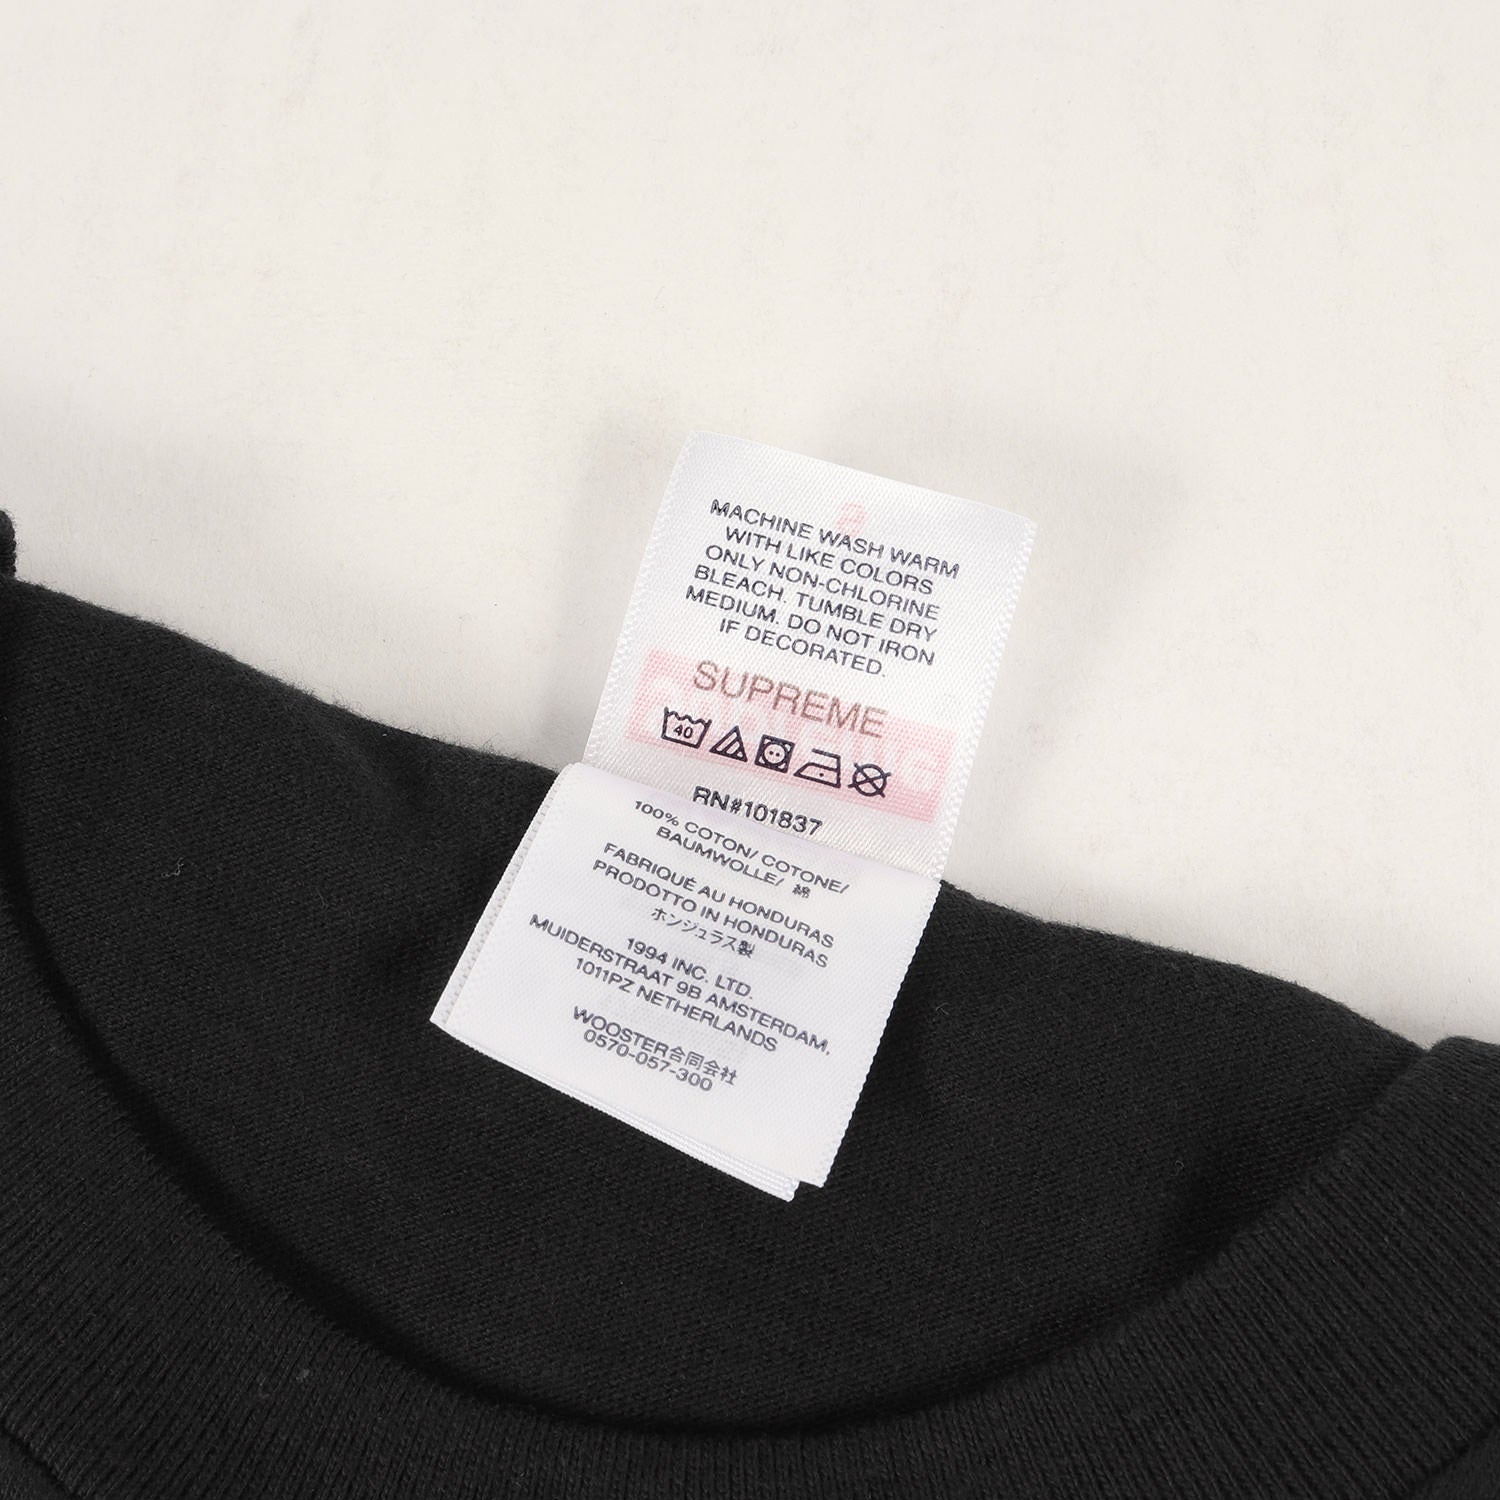 MACHINE WASH WARM
WITH LIKE COLORS
ONLY NON-CHLORINE
BLEACH. TUMBLE DRY
MEDIUM. DO NOT IRON
IF DECORATED.
SUPREME
40
RN#101837
100% COTON/ COTONE/
BAUMWOLLE/ 綿
FABRIQUÉ AU HONDURAS
PRODOTTO IN HONDURAS
ホンジュラス製
1994 INC. LTD.
MUIDERSTRAAT 9B AMSTERDAM,
1011PZ NETHERLANDS
WOOSTER合同会社
0570-057-300